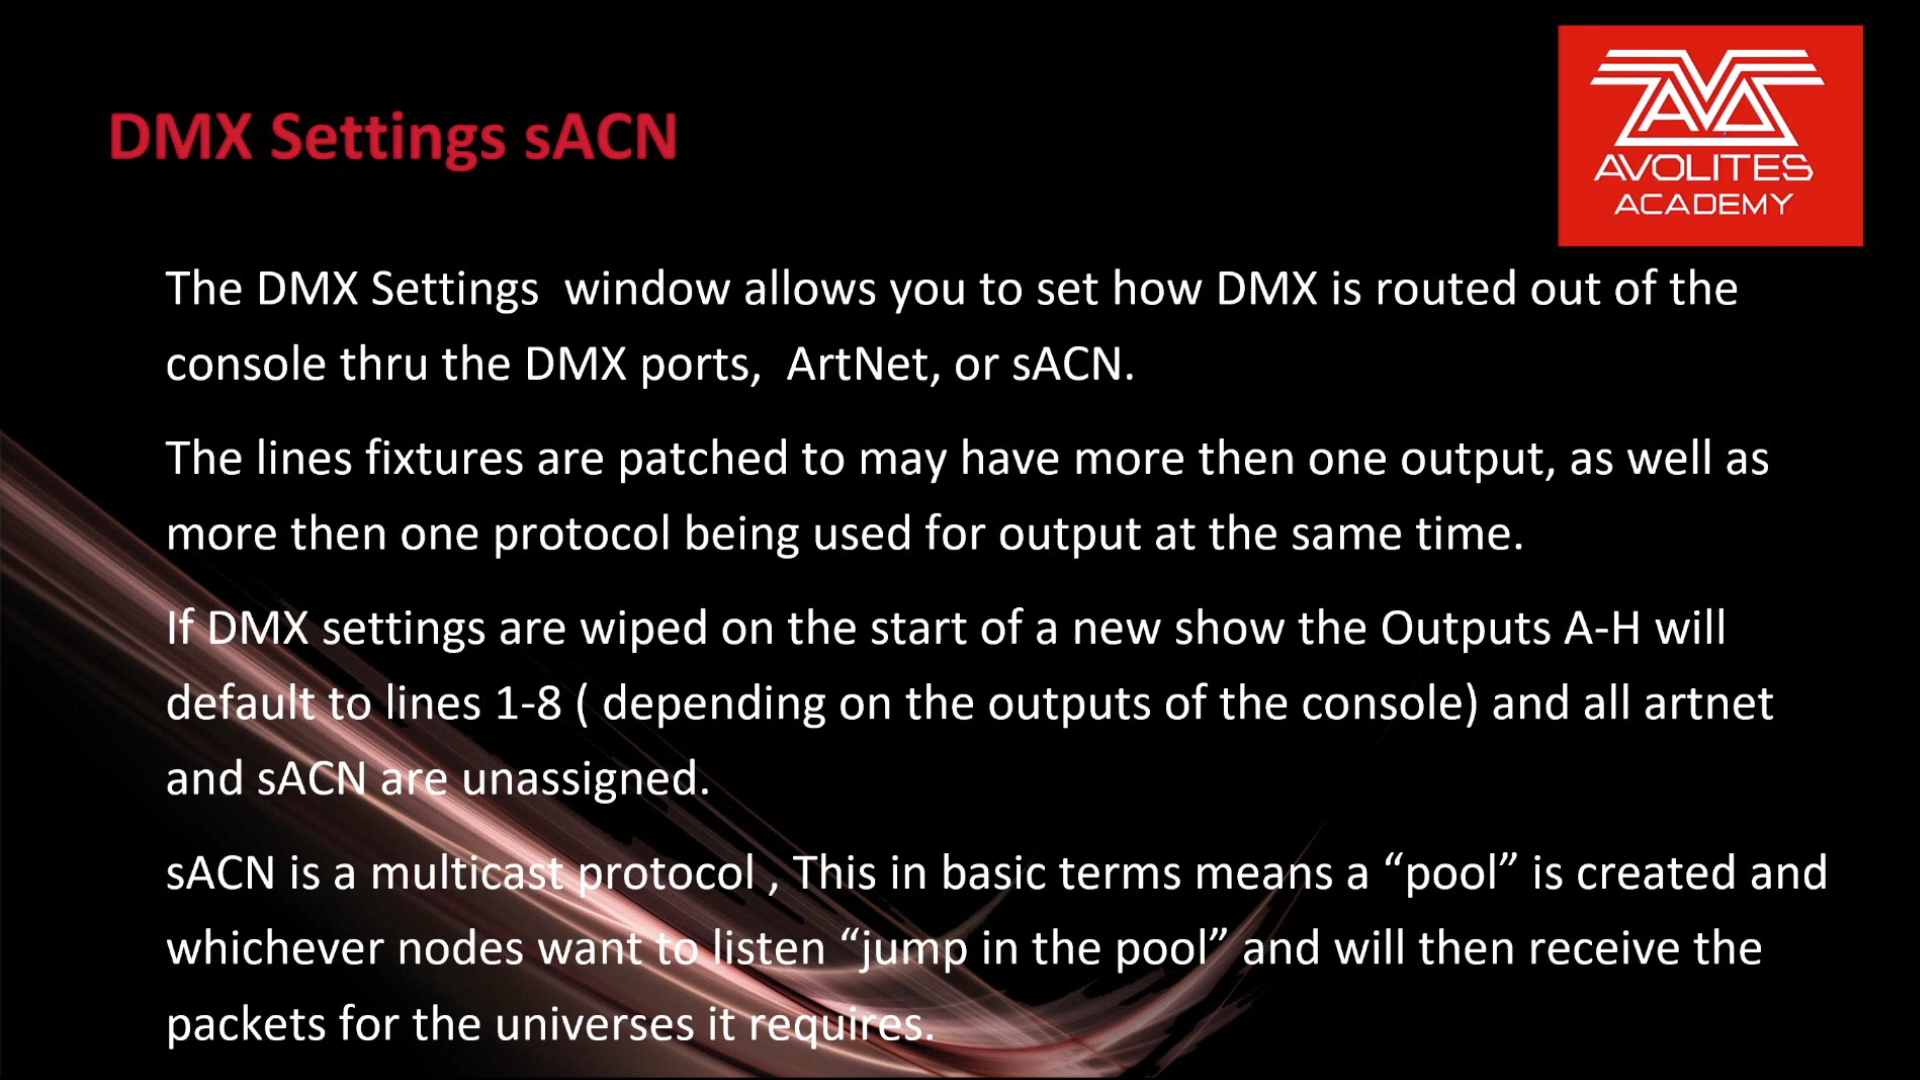 DMX Settings sACN
AVOLITES
ACADEMY
The DMX Settings  window allows you to set how DMX is routed out of the
console thru the DMX ports,  ArtNet, or sACN.
The lines fixtures are patched to may have more then one output, as well as
more then one protocol being used for output at the same time.
If DMX settings are wiped on the start of a new show the Outputs A-H will
default to lines 1-8 ( depending on the outputs of the console) and all artnet
and sACN are unassigned.
sACN is a multicast protocol , This in basic terms means a “pool” is created and
whichever nodes want to listen “jump in the pool” and will then receive the
packets for the universes it requires.